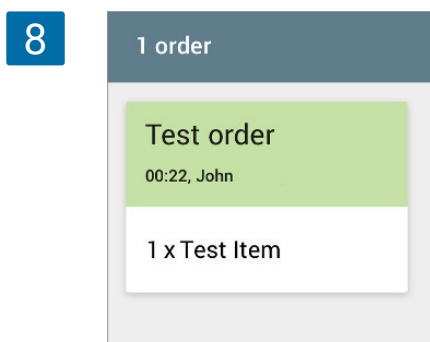 8
1 order
Test order
00:22, John
1 x Test Item